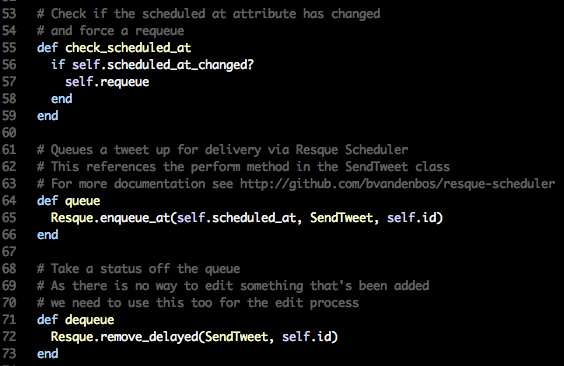 53 # Check if the scheduled at attribute has changed
54 # and force a requeue
55 def check_scheduled_at
56 if self.scheduled_at_changed?
57 self.requeue
58 end
59 end
60
61 # Queues a tweet up for delivery via Resque Scheduler
62 # This references the perform method in the SendTweet class
63 # For more documentation see http://github.com/bvandenbos/resque-scheduler
64 def queue
65 Resque.enqueue_at(self.scheduled_at, SendTweet, self.id)
66 end
67
68 # Take a status off the queue
69 # As there is no way to edit something that's been added
70 # we need to use this too for the edit process
71 def dequeue
72 Resque.remove_delayed(SendTweet, self.id)
73 end